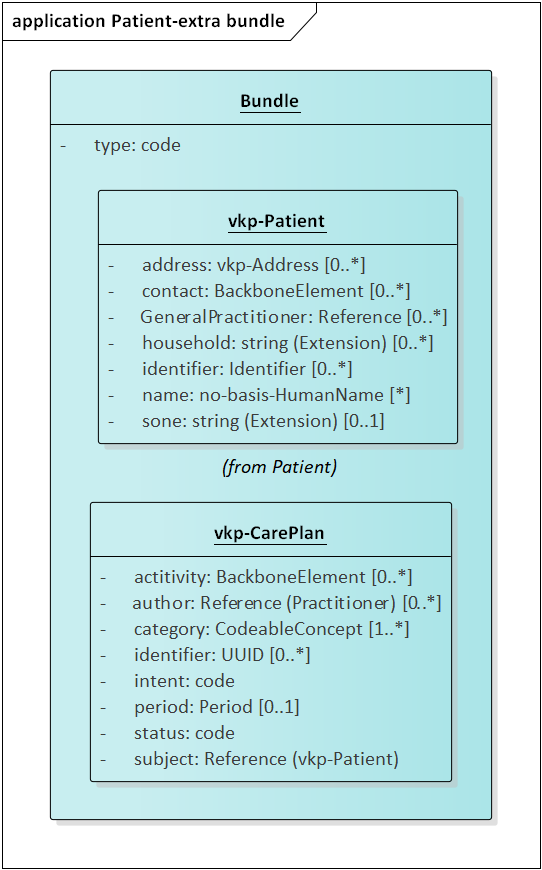 application Patient-extra bundle
Bundle
- type: code
vkp-Patient
- address: vkp-Address [0..*]
- contact: BackboneElement [0..*]
- GeneralPractitioner: Reference [0..*]
- household: string (Extension) [0..*]
- identifier: Identifier [0..*]
- name: no-basis-HumanName [*]
- sone: string (Extension) [0..1]
(from Patient)
vkp-CarePlan
- actitivity: BackboneElement [0..*]
- author: Reference (Practitioner) [0..*]
- category: CodeableConcept [1..*]
- identifier: UUID [0..*]
- intent: code
- period: Period [0..1]
- status: code
- subject: Reference (vkp-Patient)